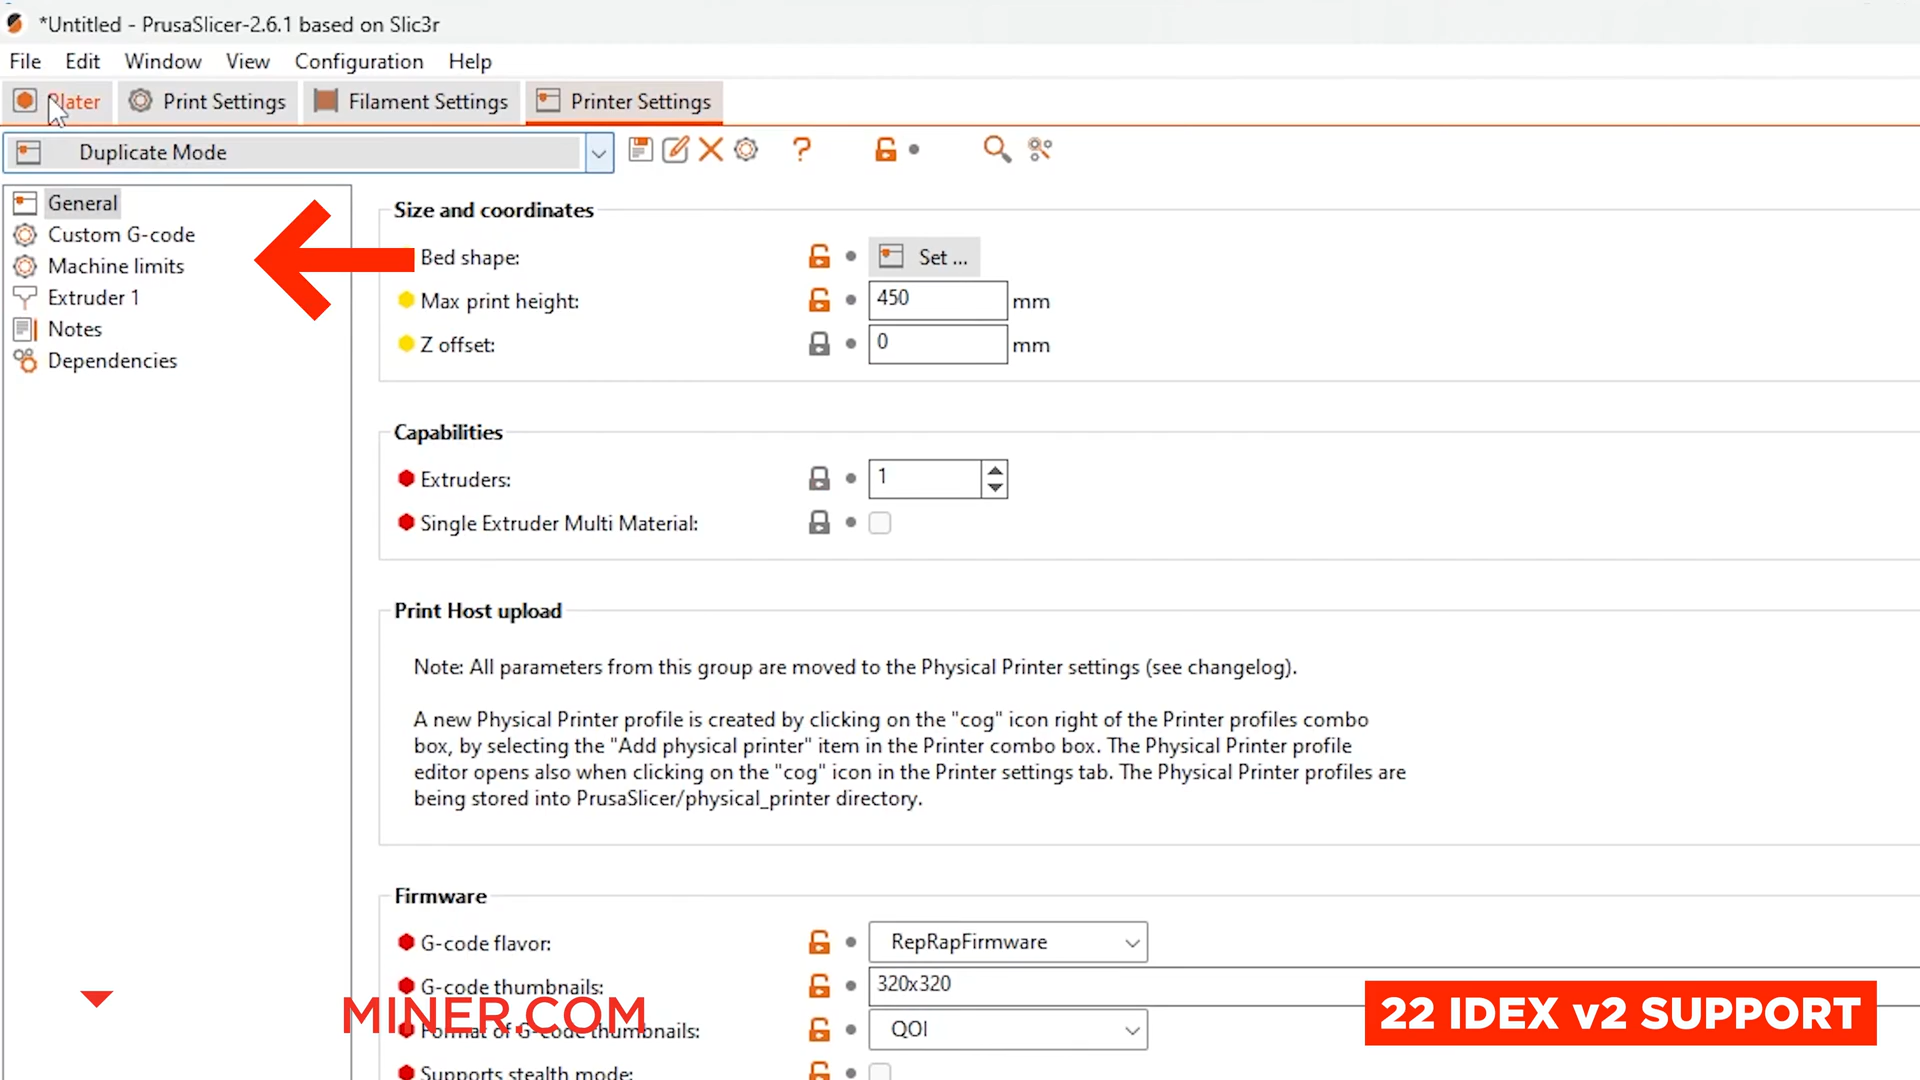 *Untitled - PrusaSlicer-2.6.1 based on Slic3r
File Edit Window View Configuration Help
Plater Print Settings Filament Settings Printer Settings
Duplicate Mode
General
Custom G-code
Machine limits
Extruder 1
Notes
Dependencies
Size and coordinates
Bed shape: Set ...
Max print height: 450 mm
Z offset: 0 mm
Capabilities
Extruders: 1
Single Extruder Multi Material:
Print Host upload
Note: All parameters from this group are moved to the Physical Printer settings (see changelog).
A new Physical Printer profile is created by clicking on the "cog" icon right of the Printer profiles combo
box, by selecting the "Add physical printer" item in the Printer combo box. The Physical Printer profile
editor opens also when clicking on the "cog" icon in the Printer settings tab. The Physical Printer profiles are
being stored into PrusaSlicer/physical_printer directory.
Firmware
G-code flavor: RepRapFirmware
G-code thumbnails: 320x320
Format of G-code thumbnails: QOI
Supports stealth mode:
MINER.COM
22 IDEX v2 SUPPORT